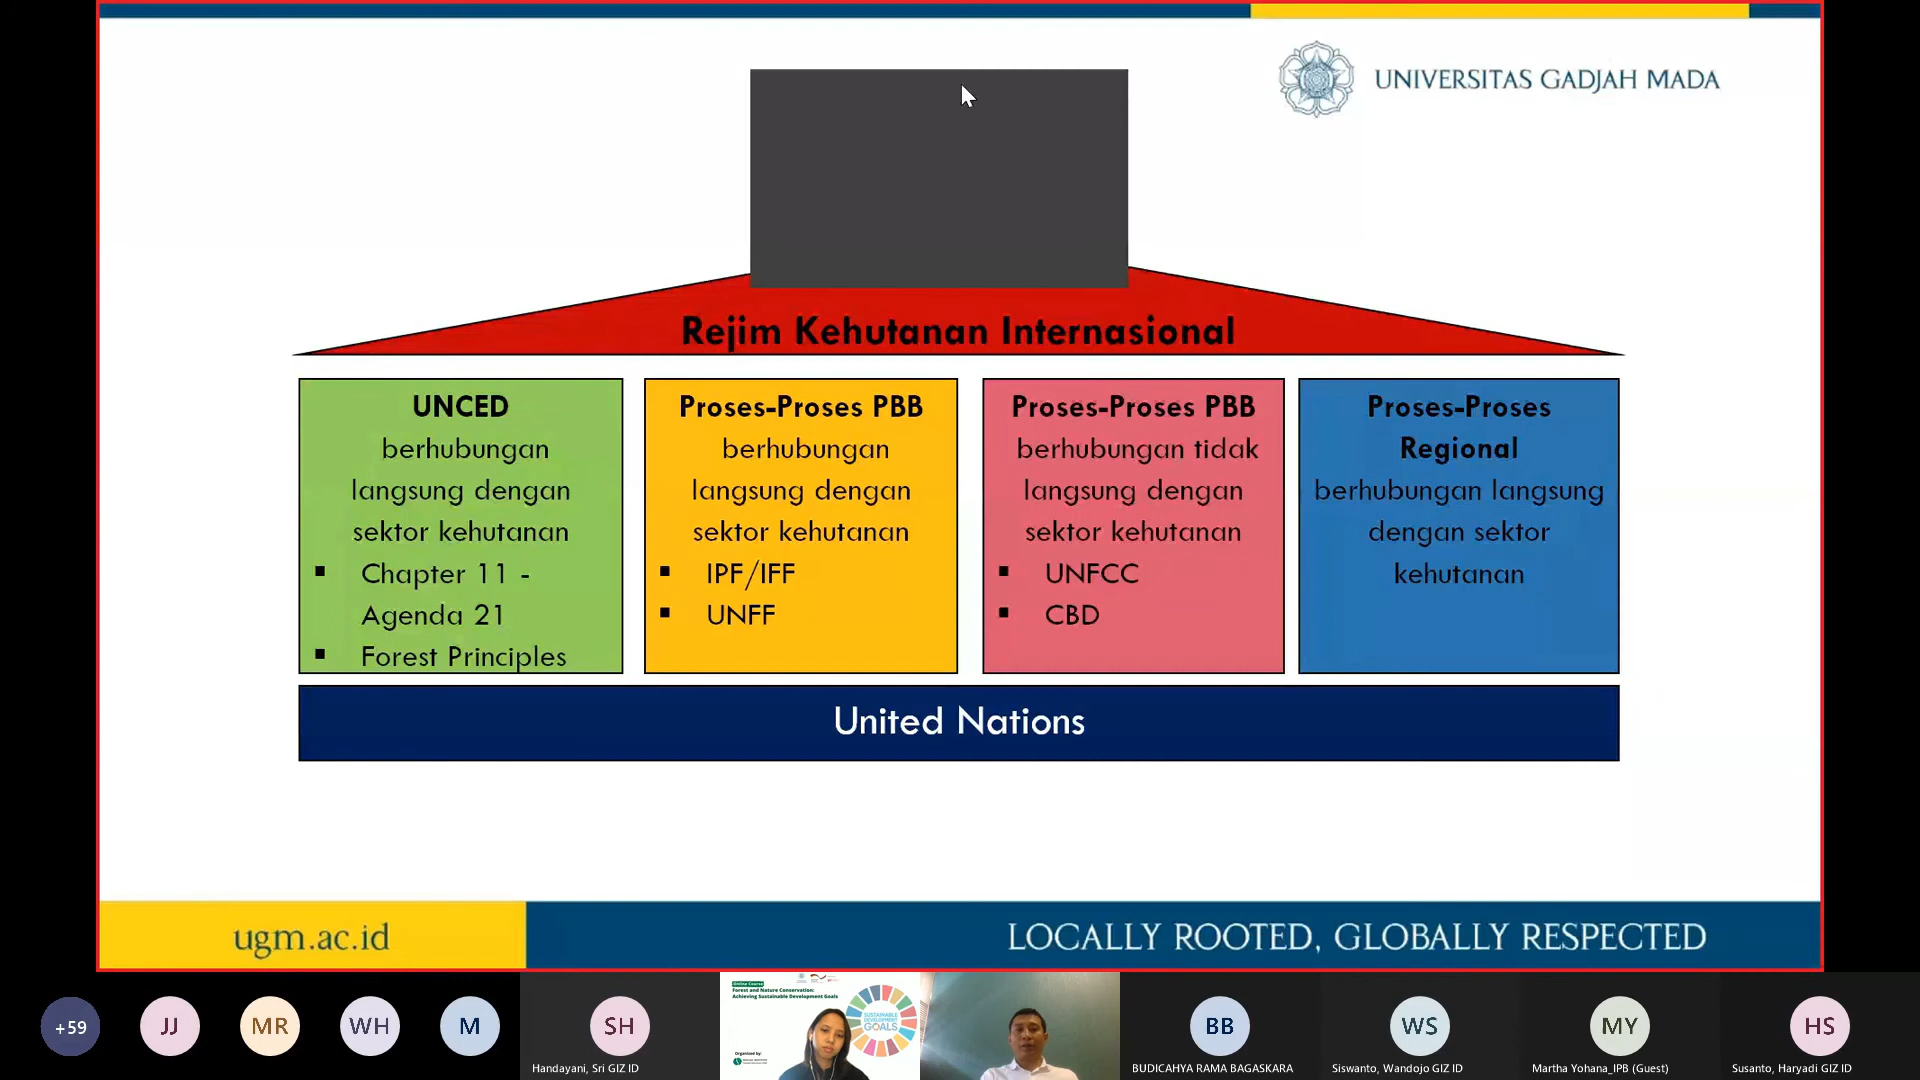 UNIVERSITAS GADJAH MADA
Rejim Kehutanan Internasional
UNCED
berhubungan
langsung dengan
sektor kehutanan
▪ Chapter 11 -
Agenda 21
▪ Forest Principles
Proses-Proses PBB
berhubungan
langsung dengan
sektor kehutanan
▪ IPF/IFF
▪ UNFF
Proses-Proses PBB
berhubungan tidak
langsung dengan
sektor kehutanan
▪ UNFCC
▪ CBD
Proses-Proses
Regional
berhubungan langsung
dengan sektor
kehutanan
United Nations
ugm.ac.id
LOCALLY ROOTED, GLOBALLY RESPECTED
+59
JJ
MR
WH
M
SH
Handayani, Sri GIZ ID
Online Course
Forest and Nature Conservation:
Achieving Sustainable Development Goals
SUSTAINABLE
DEVELOPMENT
GOALS
Organized by:
BB
BUDICAHYA RAMA BAGASKARA
WS
Siswanto, Wandojo GIZ ID
MY
Martha Yohana_IPB (Guest)
HS
Susanto, Haryadi GIZ ID